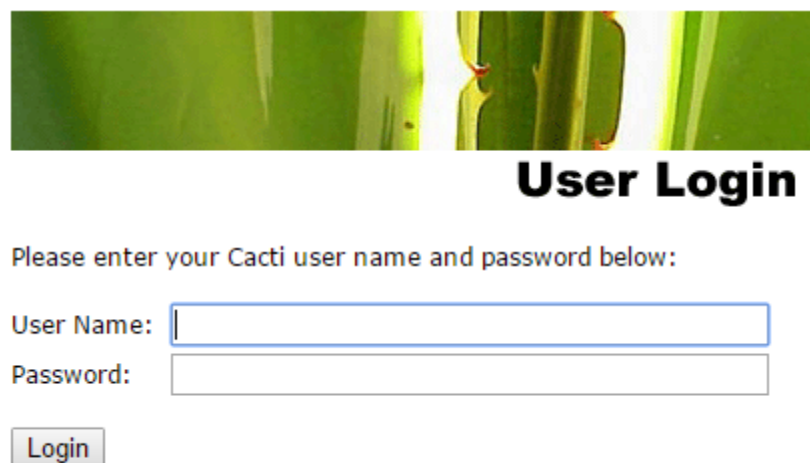 User Login
Please enter your Cacti user name and password below:
User Name:
Password:
Login